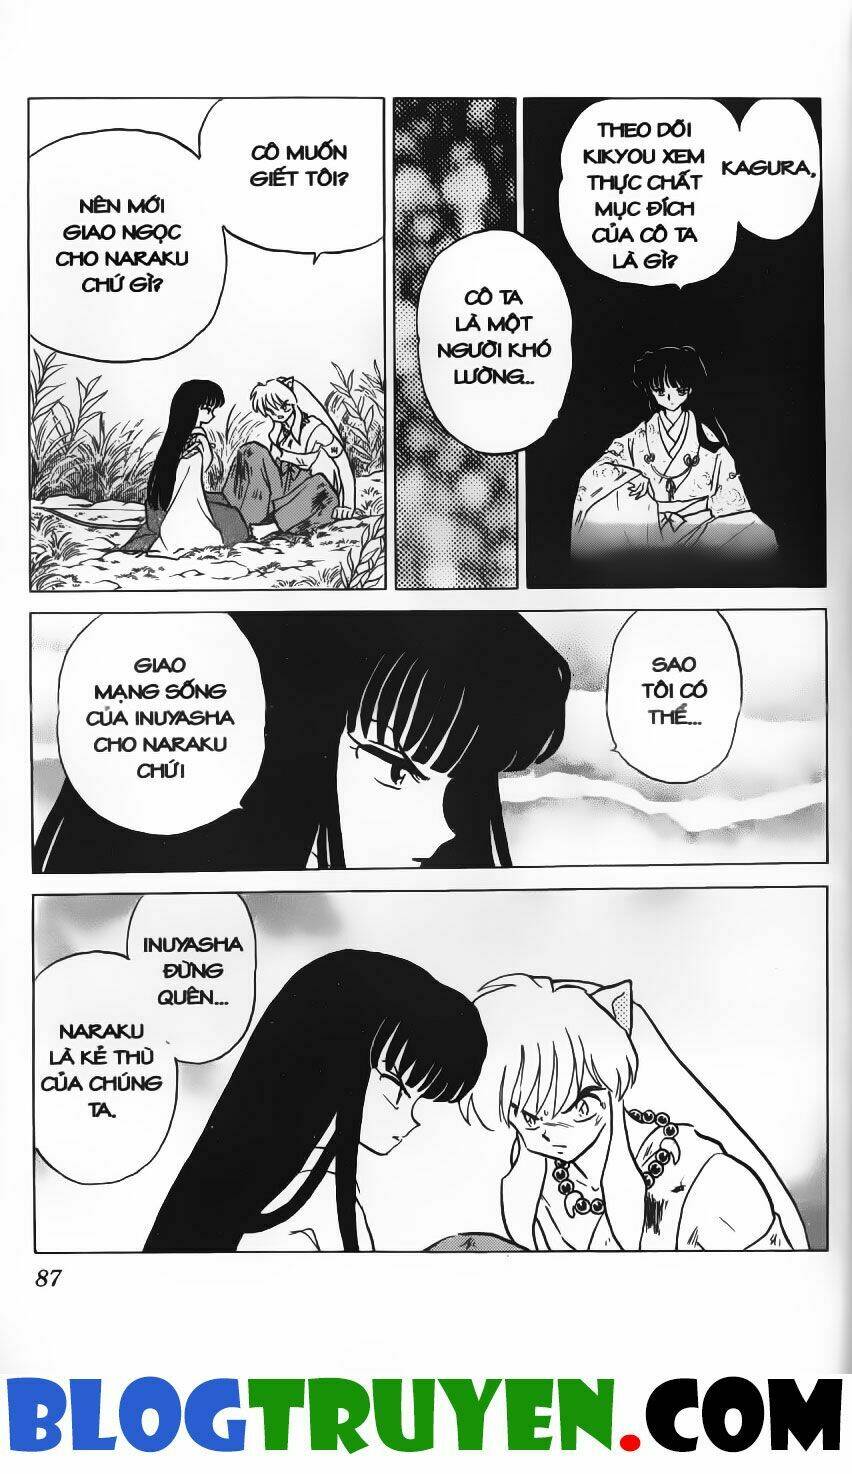 KAGURA,
THEO DÕI
KIKYOU XEM
THỰC CHẤT
MỤC ĐÍCH
CỦA CÔ TA
LÀ GÌ?
CÔ TA
LÀ MỘT
NGƯỜI KHÓ
LƯỜNG...
CÔ MUỐN
GIẾT TÔI?
NÊN MỚI
GIAO NGỌC
CHO NARAKU
CHỨ GÌ?
SAO
TÔI CÓ
THỂ...
GIAO
MẠNG SỐNG
CỦA INUYASHA
CHO NARAKU
CHỨ!
INUYASHA
ĐỪNG
QUÊN...
NARAKU
LÀ KẺ THÙ
CỦA CHÚNG
TA.
87
BLOGTRUYEN.COM